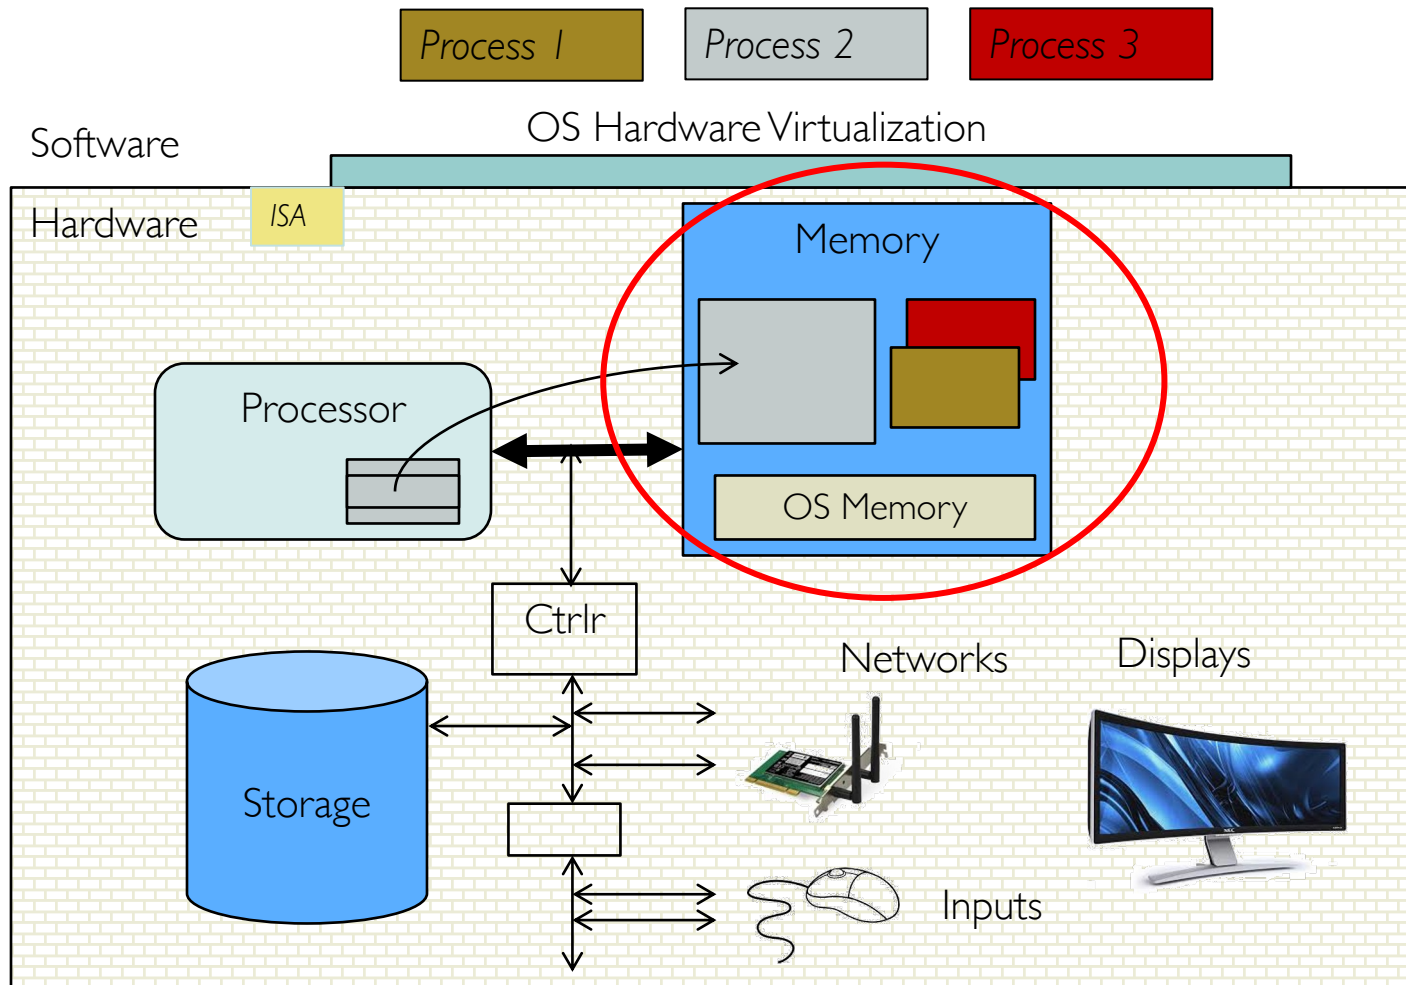 Process 1
Process 2
Process 3
OS Hardware Virtualization
Software
Hardware
ISA
Memory
Processor
OS Memory
Ctrlr
Networks
Displays
Storage
NEC
Inputs